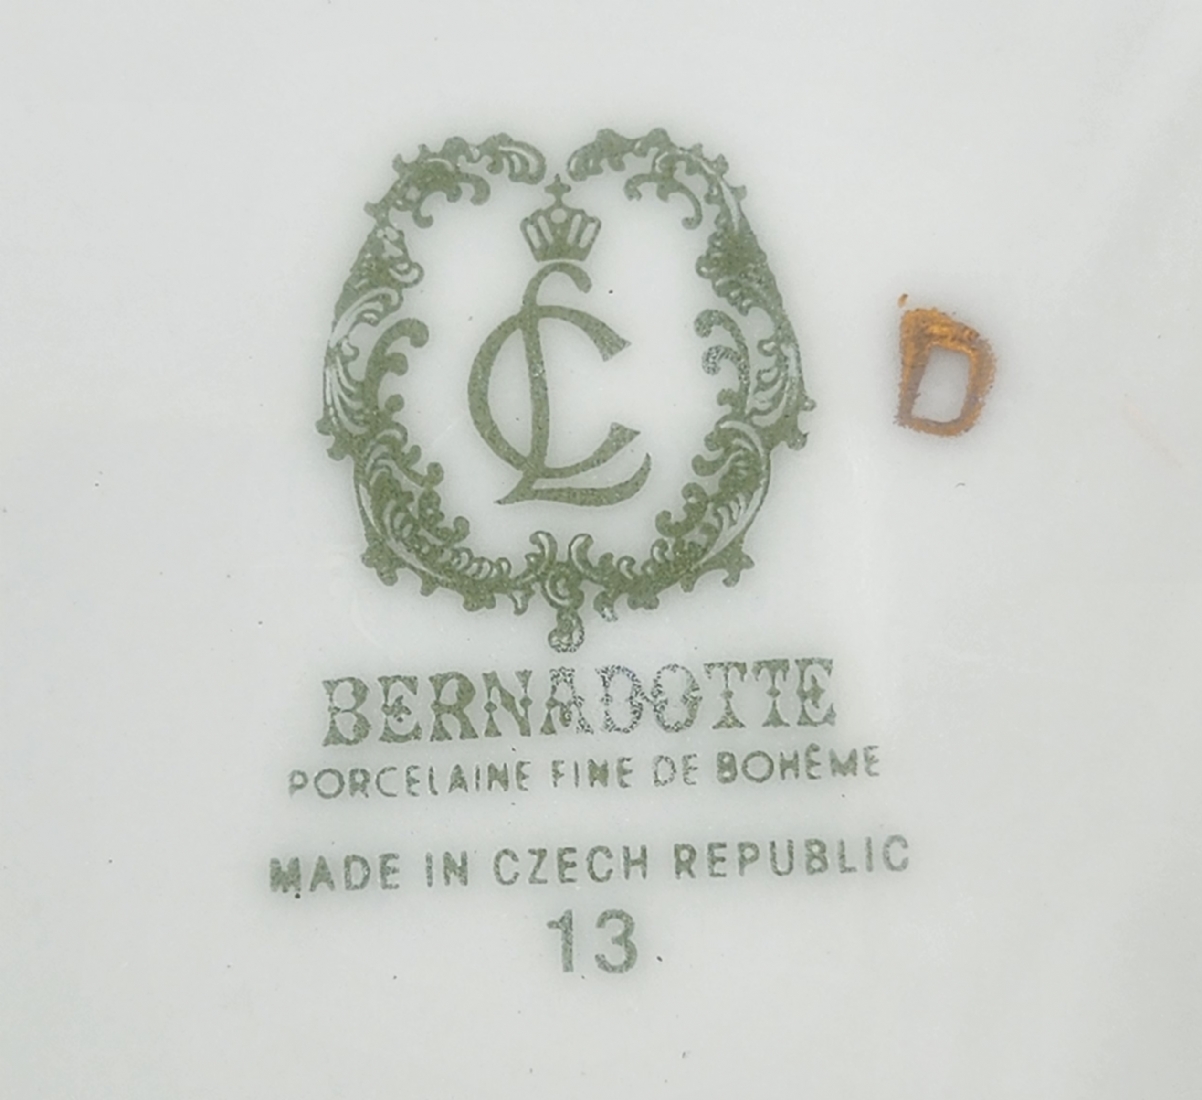 CL
D
BERNADOTTE
PORCELAINE FINE DE BOHÊME
MADE IN CZECH REPUBLIC
13